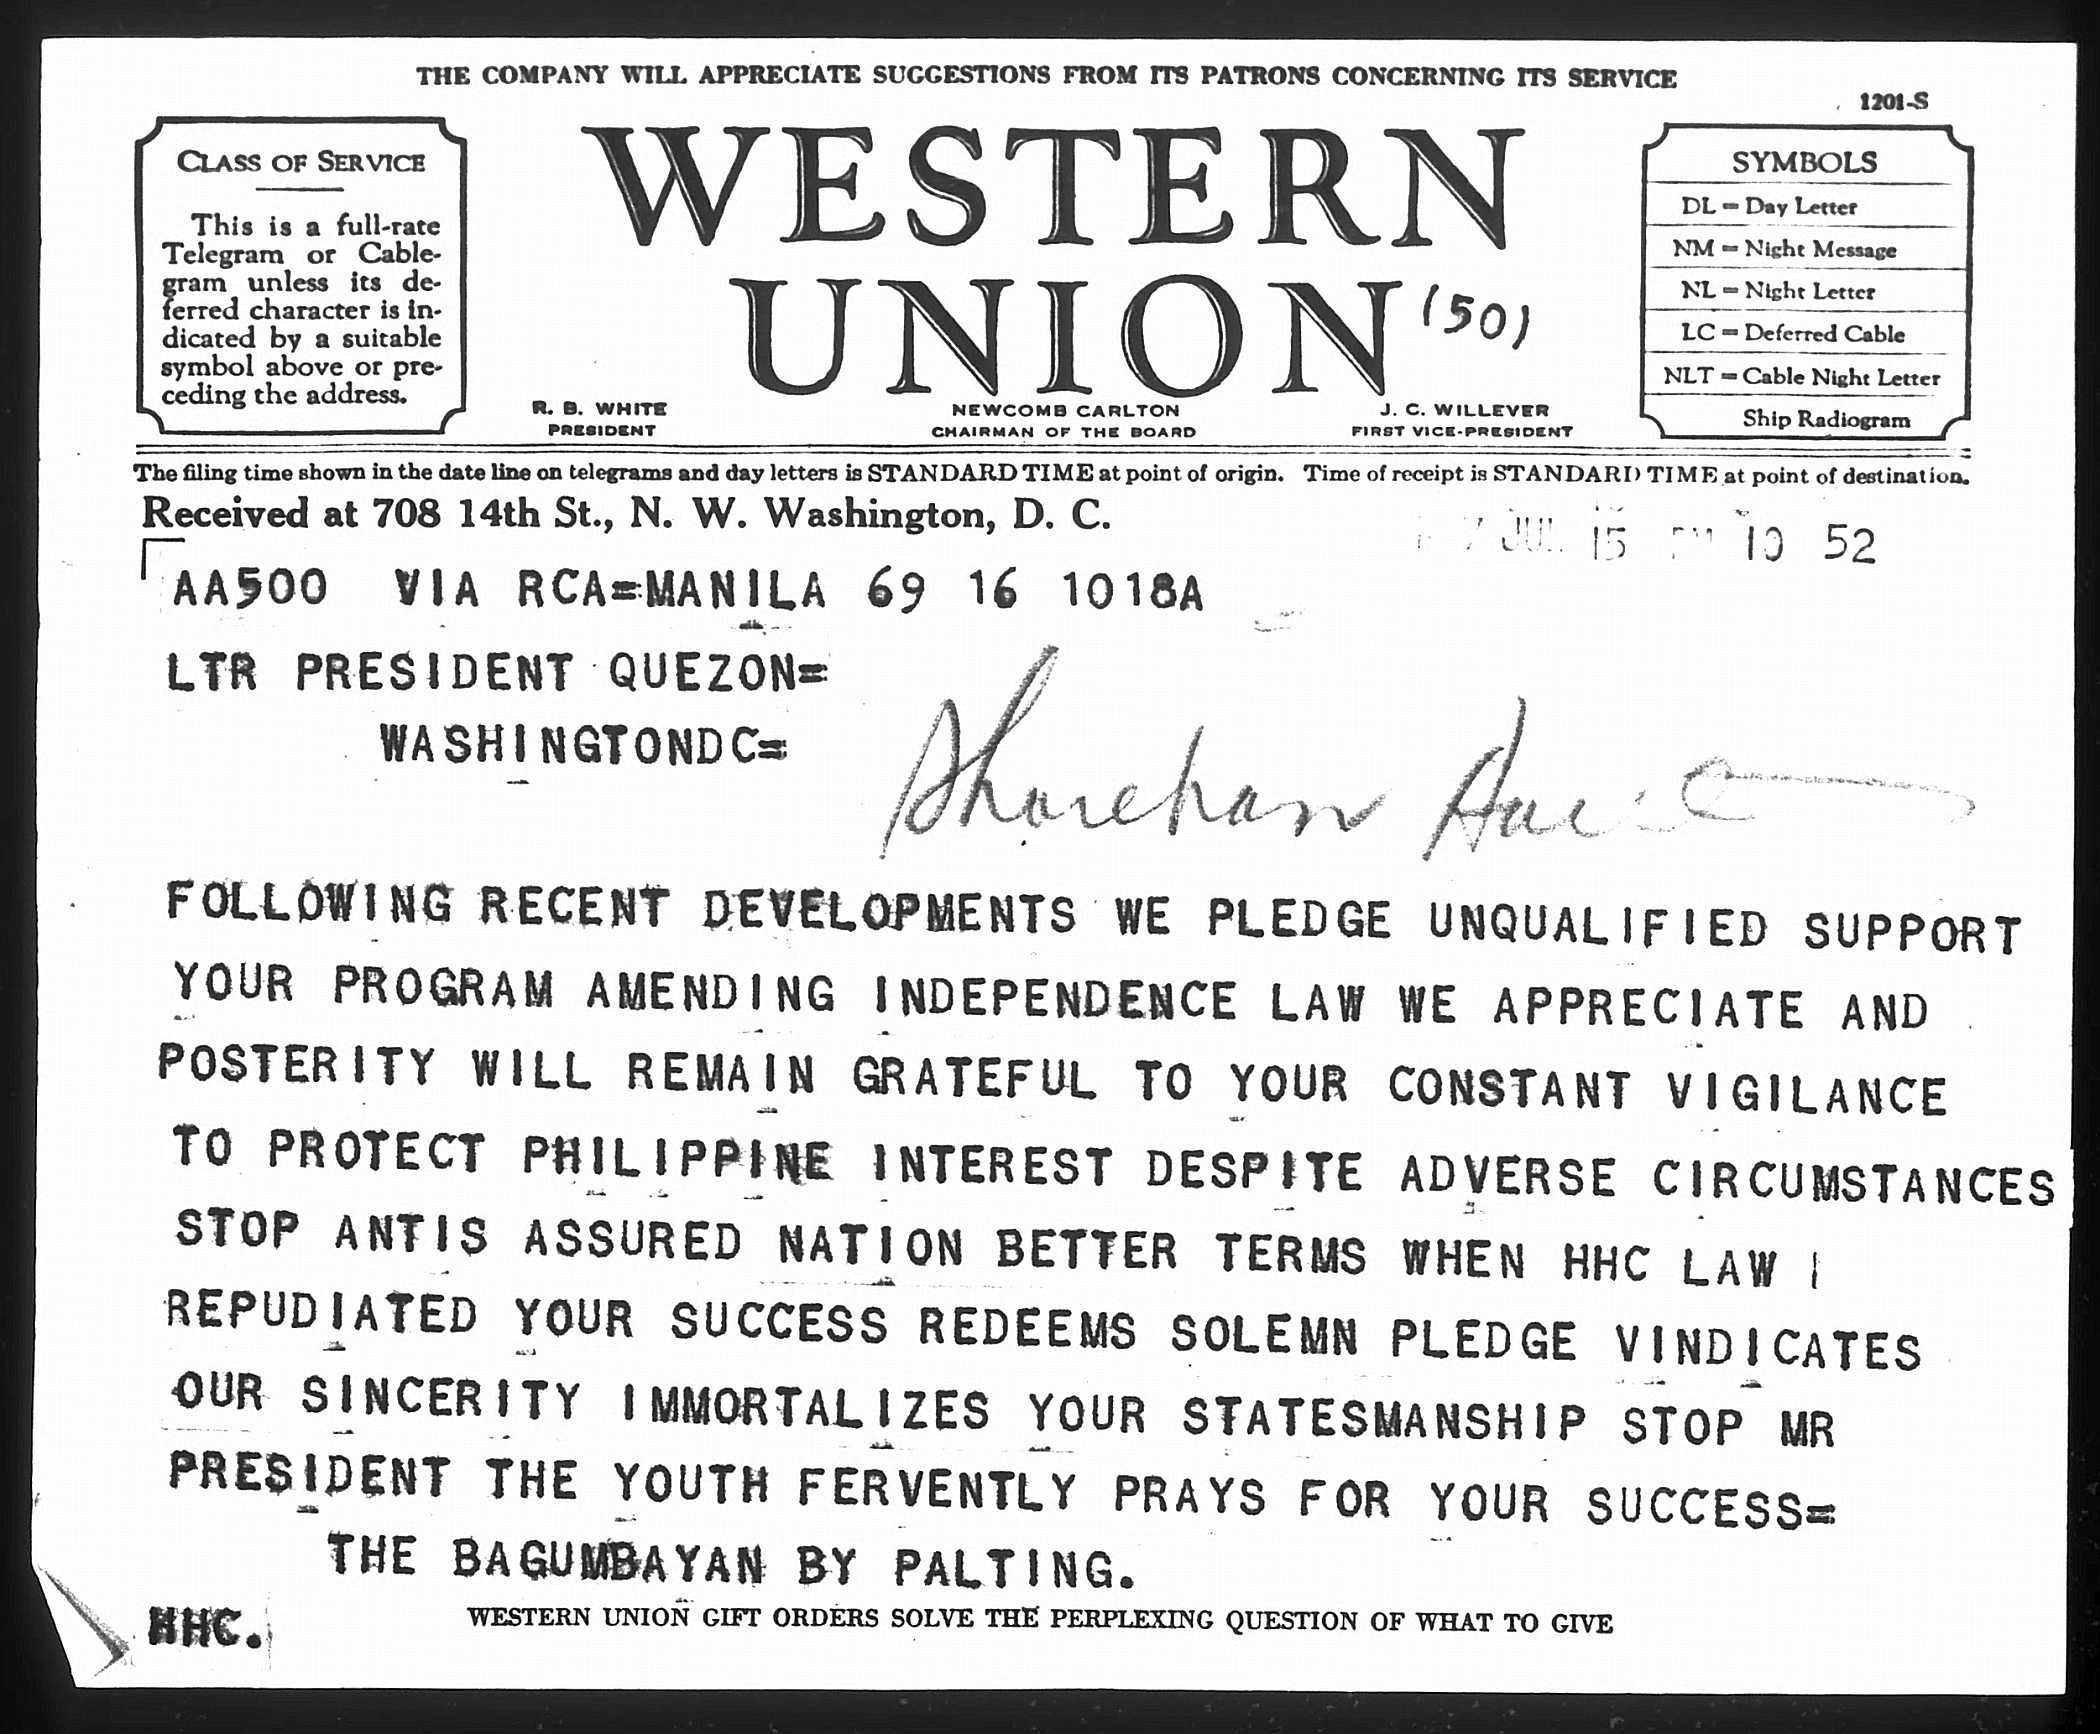 THE COMPANY WILL APPRECIATE SUGGESTIONS FROM ITS PATRONS CONCERNING ITS SERVICE
1201-S
CLASS OF SERVICE
This is a full-rate
Telegram or Cable-
gram unless its de-
ferred character is in-
dicated by a suitable
symbol above or pre-
ceding the address.
WESTERN
UNION (50)
R. B. WHITE
PRESIDENT
NEWCOMB CARLTON
CHAIRMAN OF THE BOARD
J. C. WILLEVER
FIRST VICE-PRESIDENT
SYMBOLS
DL = Day Letter
NM = Night Message
NL = Night Letter
LC = Deferred Cable
NLT = Cable Night Letter
Ship Radiogram
The filing time shown in the date line on telegrams and day letters is STANDARD TIME at point of origin. Time of receipt is STANDARD TIME at point of destination.
Received at 708 14th St., N. W. Washington, D. C.
7 JUL 15 PM 10 52
AA500 VIA RCA=MANILA 69 16 1018A
LTR PRESIDENT QUEZON=
WASHINGTONDC=
Shoreham
FOLLOWING RECENT DEVELOPMENTS WE PLEDGE UNQUALIFIED SUPPORT
YOUR PROGRAM AMENDING INDEPENDENCE LAW WE APPRECIATE AND
POSTERITY WILL REMAIN GRATEFUL TO YOUR CONSTANT VIGILANCE
TO PROTECT PHILIPPINE INTEREST DESPITE ADVERSE CIRCUMSTANCES
STOP ANTIS ASSURED NATION BETTER TERMS WHEN HHC LAW
REPUDIATED YOUR SUCCESS REDEEMS SOLEMN PLEDGE VINDICATES
OUR SINCERITY IMMORTALIZES YOUR STATESMANSHIP STOP MR
PRESIDENT THE YOUTH FERVENTLY PRAYS FOR YOUR SUCCESS=
THE BAGUMBAYAN BY PALTING.
HHC.
WESTERN UNION GIFT ORDERS SOLVE THE PERPLEXING QUESTION OF WHAT TO GIVE